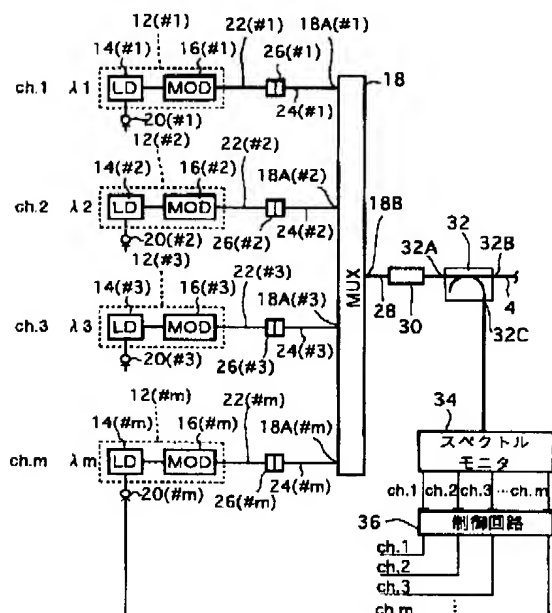 12(#1)
14(#1) 16(#1) 22(#1) 26(#1) 18A(#1)
18
ch.1 λ1 LD MOD
20(#1) 24(#1)
12(#2)
14(#2) 16(#2) 22(#2) 18A(#2)
ch.2 λ2 LD MOD
20(#2) 26(#2) 24(#2)
18B
12(#3)
14(#3) 16(#3) 22(#3) 18A(#3)
ch.3 λ3 LD MOD
20(#3) 26(#3) 24(#3)
MUX
28 30 32A 32 32B 4
32C
12(#m)
14(#m) 16(#m) 22(#m) 18A(#m)
ch.m λm LD MOD
20(#m) 26(#m) 24(#m)
34
スペクトル
モニタ
ch.1 ch.2 ch.3 …ch.m
36 制御回路
ch.1
ch.2
ch.3
ch.m